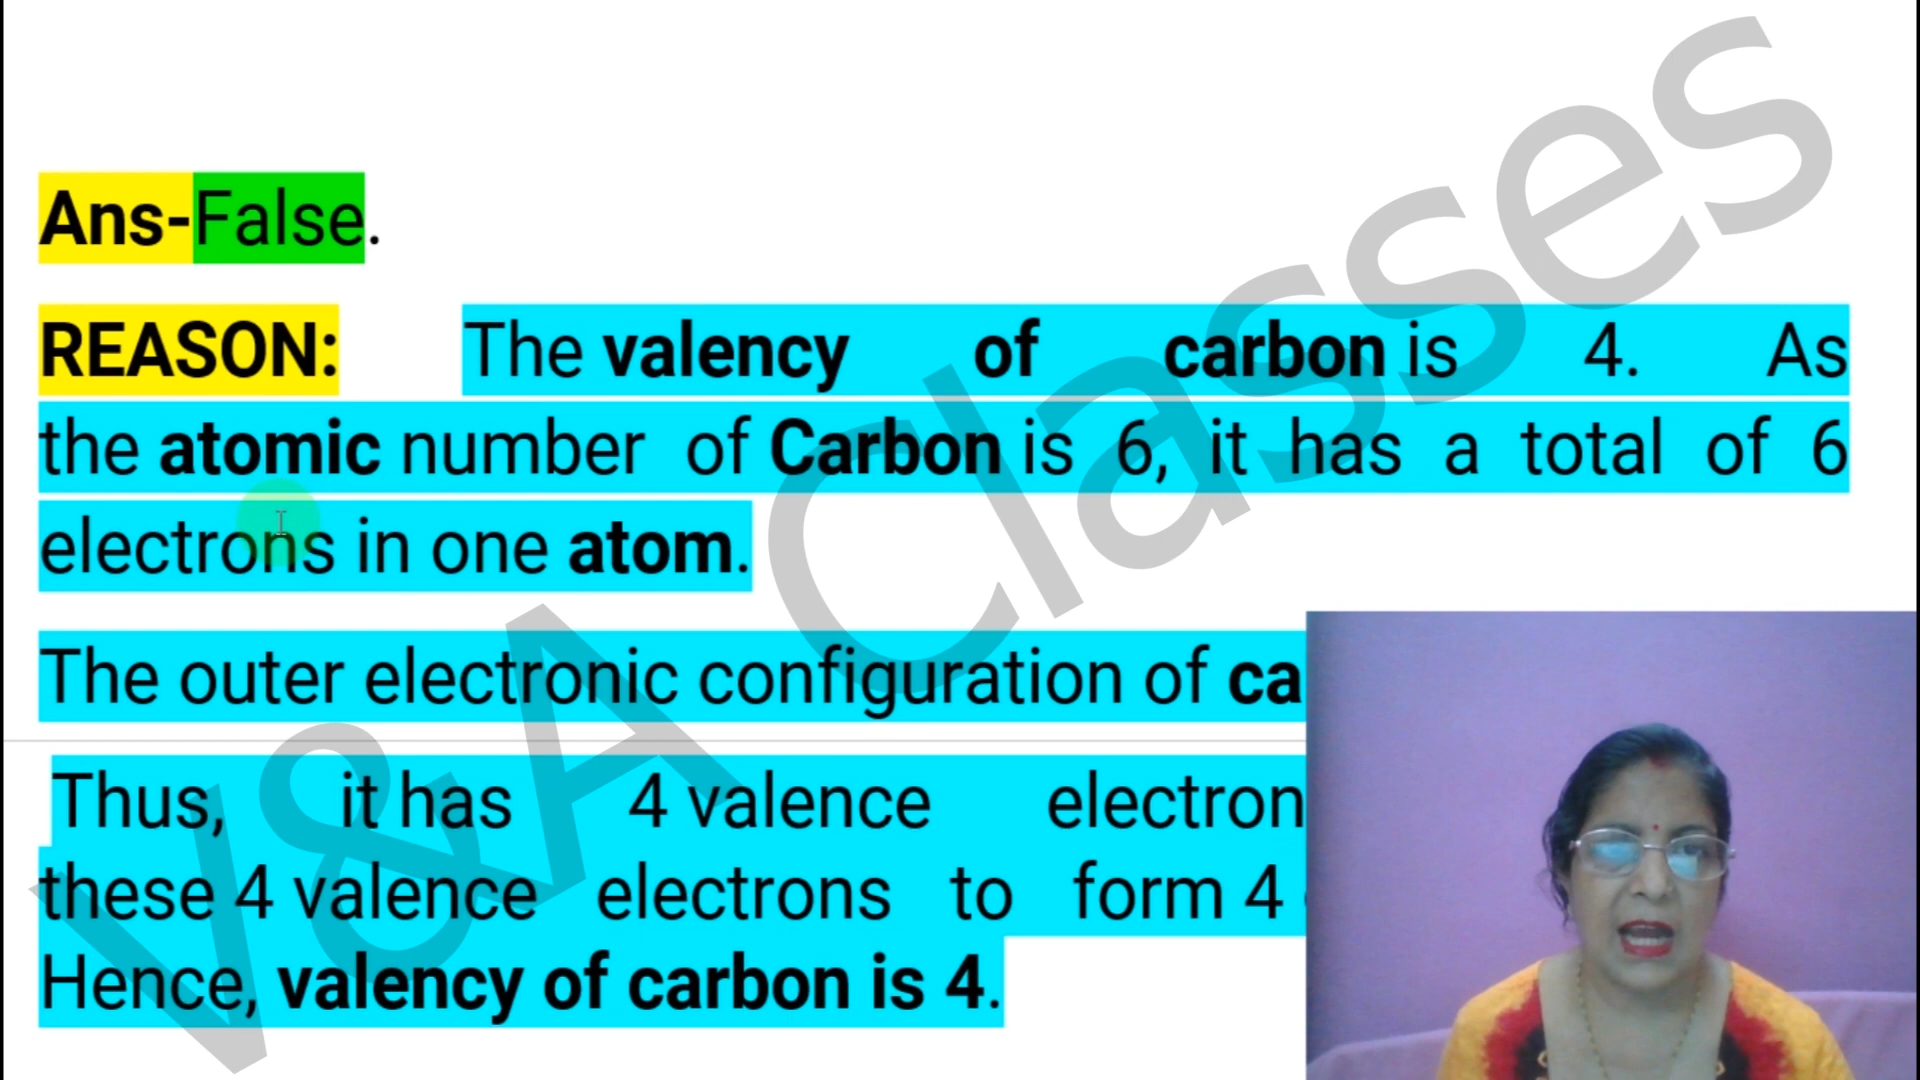 Ans-False.
REASON: The valency of carbon is 4. As
the atomic number of Carbon is 6, it has a total of 6
electrons in one atom.
The outer electronic configuration of ca
Thus, it has 4 valence electron
these 4 valence electrons to form 4
Hence, valency of carbon is 4.
V&A Classes